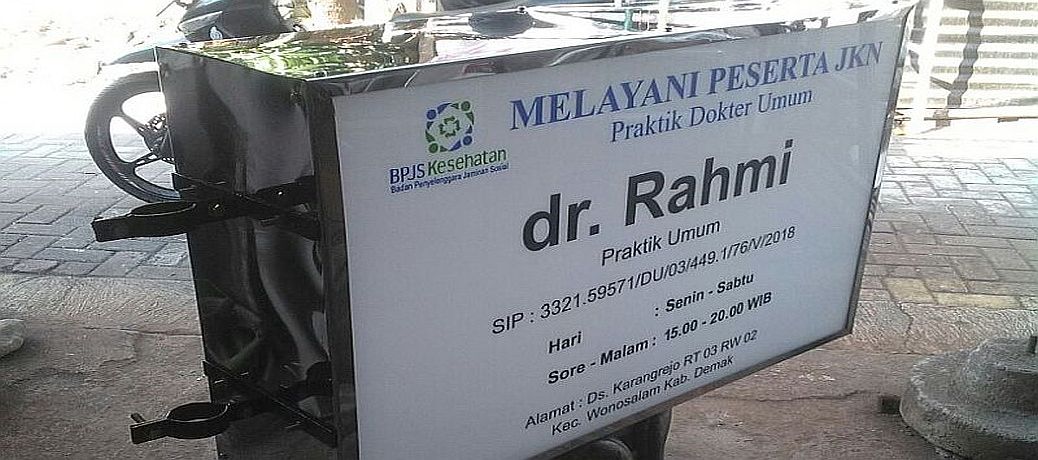 BPJS Kesehatan
Badan Penyelenggara Jaminan Sosial
MELAYANI PESERTA JKN
Praktik Dokter Umum
dr. Rahmi
Praktik Umum
SIP : 3321.59571/DU/03/449.1/76/V/2018
Hari : Senin - Sabtu
Sore - Malam : 15.00 - 20.00 WIB
Alamat : Ds. Karangrejo RT 03 RW 02
Kec. Wonosalam Kab. Demak